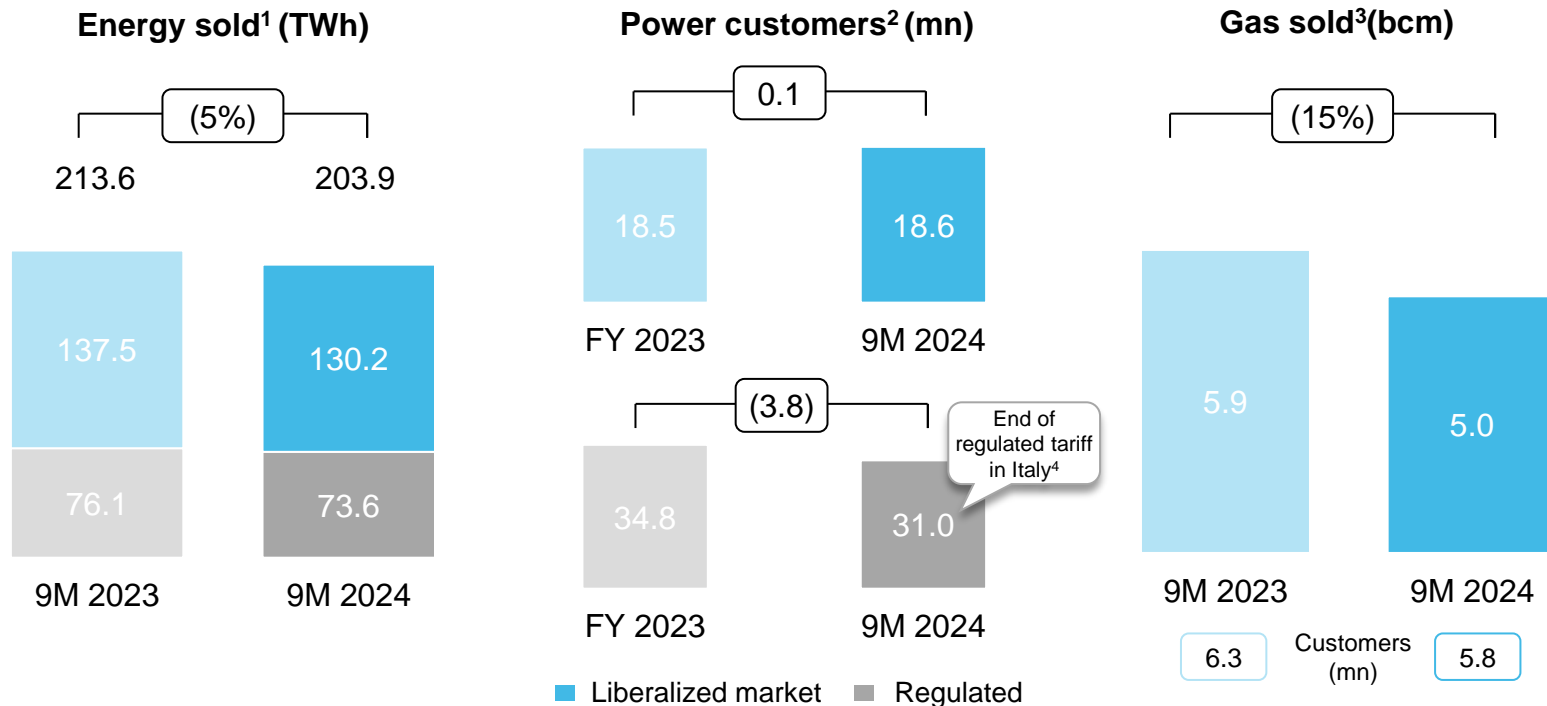 Energy sold¹ (TWh)
(5%)
213.6
203.9
137.5
130.2
76.1
73.6
9M 2023
9M 2024
Power customers² (mn)
0.1
18.5
18.6
FY 2023
9M 2024
(3.8)
End of
regulated tariff
in Italy⁴
34.8
31.0
FY 2023
9M 2024
Liberalized market
Regulated
Gas sold³(bcm)
(15%)
5.9
5.0
9M 2023
9M 2024
6.3
Customers
(mn)
5.8